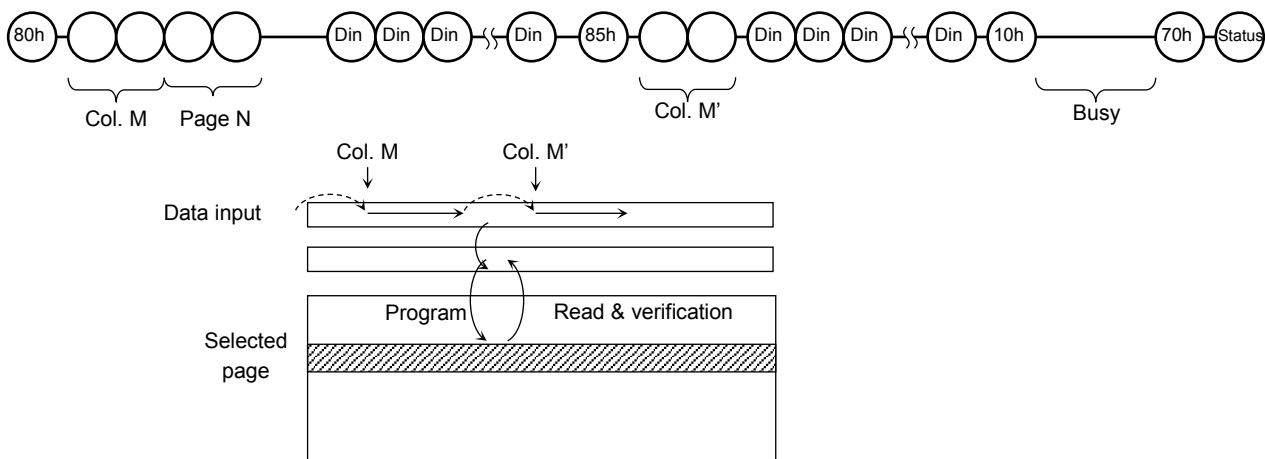 80h Din Din Din Din 85h Din Din Din Din 10h 70h Status
Col. M Page N Col. M’ Busy
Col. M Col. M’
Data input
Program Read & verification
Selected
page